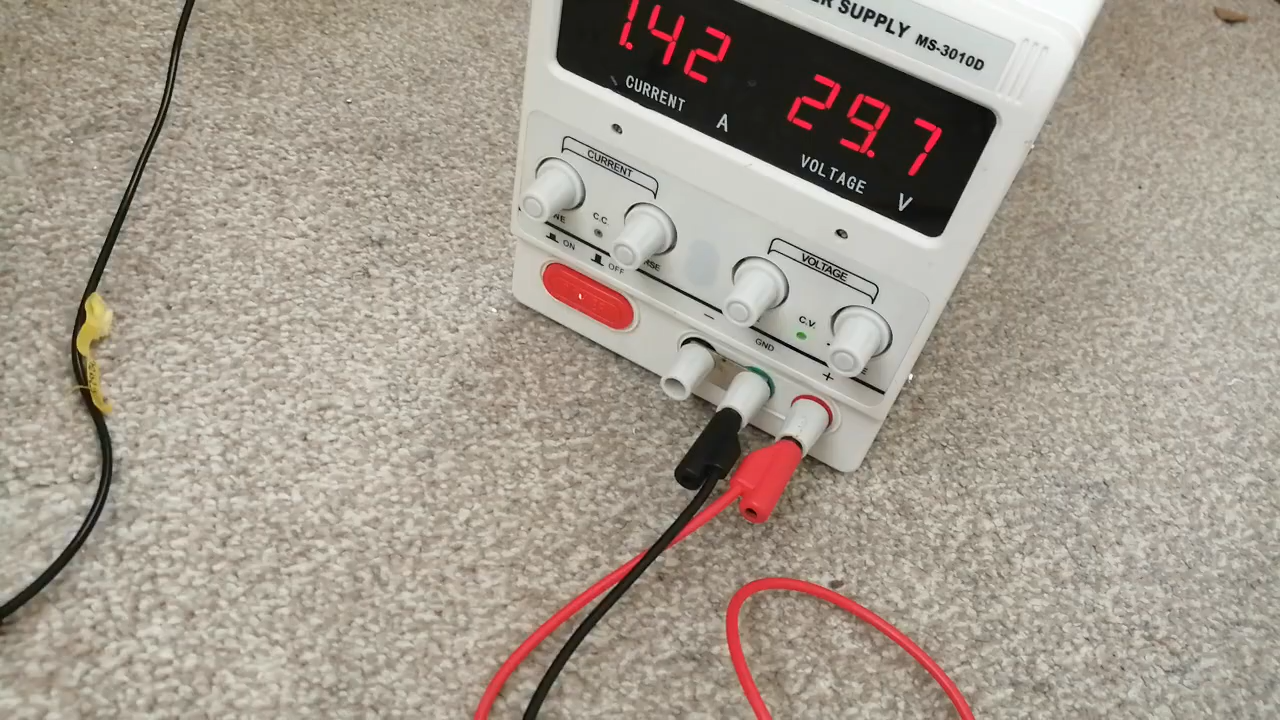 SUPPLY MS-3010D
1.42
29.7
CURRENT
A
VOLTAGE
V
CURRENT
C.C.
ON
OFF
VOLTAGE
C.V.
−
GND
+